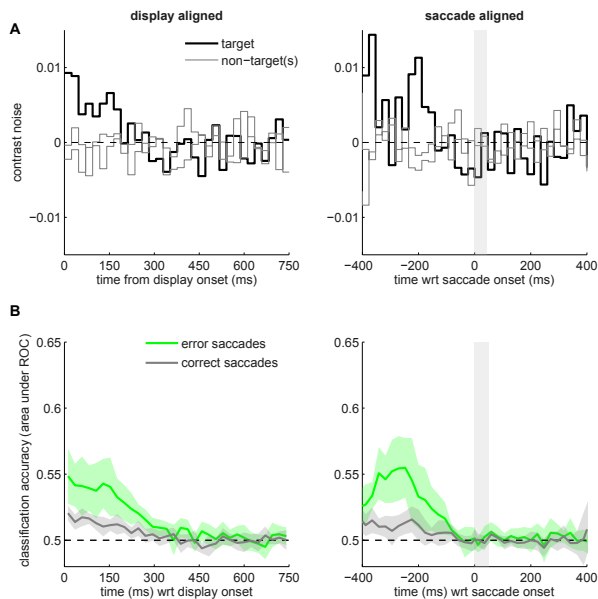 display aligned
saccade aligned
A
target
non−target(s)
contrast noise
0.01
0
−0.01
0
150
300
450
600
750
time from display onset (ms)
0.01
0
−0.01
−400
−200
0
200
400
time wrt saccade onset (ms)
B
error saccades
correct saccades
classification accuracy (area under ROC)
0.65
0.6
0.55
0.5
0
150
300
450
600
750
time (ms) wrt display onset
0.65
0.6
0.55
0.5
−400
−200
0
200
400
time (ms) wrt saccade onset